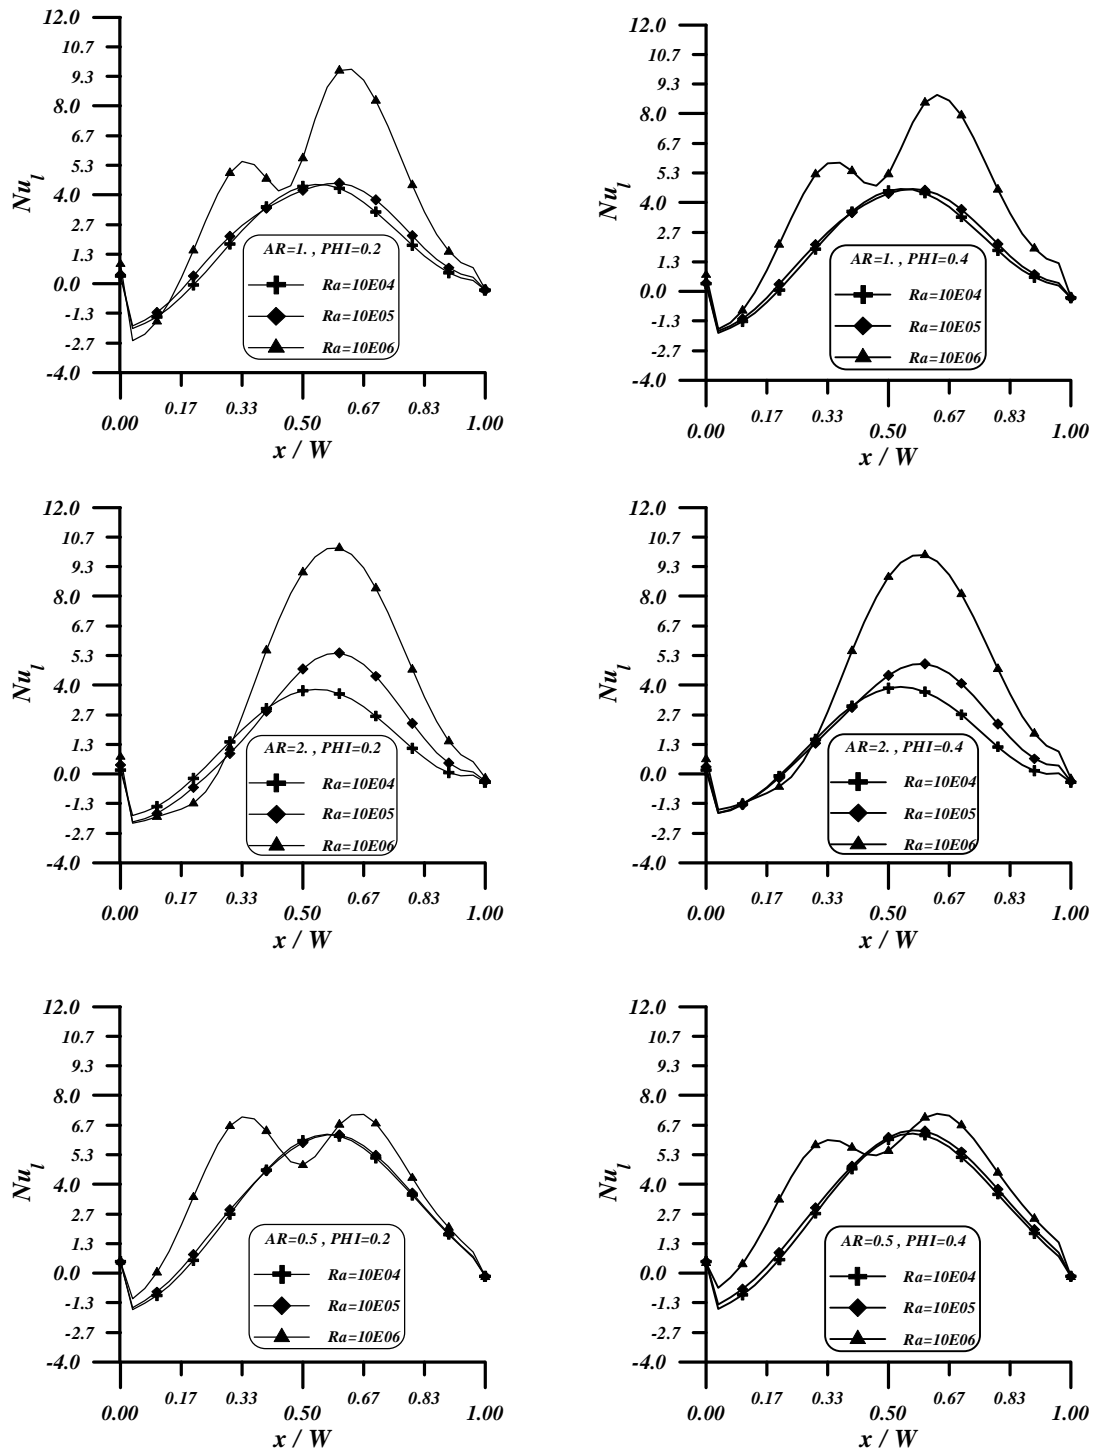 12.0
10.7
9.3
8.0
6.7
5.3
4.0
2.7
1.3
0.0
-1.3
-2.7
-4.0
Nu_l
AR=1. , PHI=0.2
Ra=10E04
Ra=10E05
Ra=10E06
0.17 0.33 0.67 0.83
0.00 0.50 1.00
x / W
12.0
10.7
9.3
8.0
6.7
5.3
4.0
2.7
1.3
0.0
-1.3
-2.7
-4.0
Nu_l
AR=1. , PHI=0.4
Ra=10E04
Ra=10E05
Ra=10E06
0.17 0.33 0.67 0.83
0.00 0.50 1.00
x / W
12.0
10.7
9.3
8.0
6.7
5.3
4.0
2.7
1.3
0.0
-1.3
-2.7
-4.0
Nu_l
AR=2. , PHI=0.2
Ra=10E04
Ra=10E05
Ra=10E06
0.17 0.33 0.67 0.83
0.00 0.50 1.00
x / W
12.0
10.7
9.3
8.0
6.7
5.3
4.0
2.7
1.3
0.0
-1.3
-2.7
-4.0
Nu_l
AR=2. , PHI=0.4
Ra=10E04
Ra=10E05
Ra=10E06
0.17 0.33 0.67 0.83
0.00 0.50 1.00
x / W
12.0
10.7
9.3
8.0
6.7
5.3
4.0
2.7
1.3
0.0
-1.3
-2.7
-4.0
Nu_l
AR=0.5 , PHI=0.2
Ra=10E04
Ra=10E05
Ra=10E06
0.17 0.33 0.67 0.83
0.00 0.50 1.00
x / W
12.0
10.7
9.3
8.0
6.7
5.3
4.0
2.7
1.3
0.0
-1.3
-2.7
-4.0
Nu_l
AR=0.5 , PHI=0.4
Ra=10E04
Ra=10E05
Ra=10E06
0.17 0.33 0.67 0.83
0.00 0.50 1.00
x / W